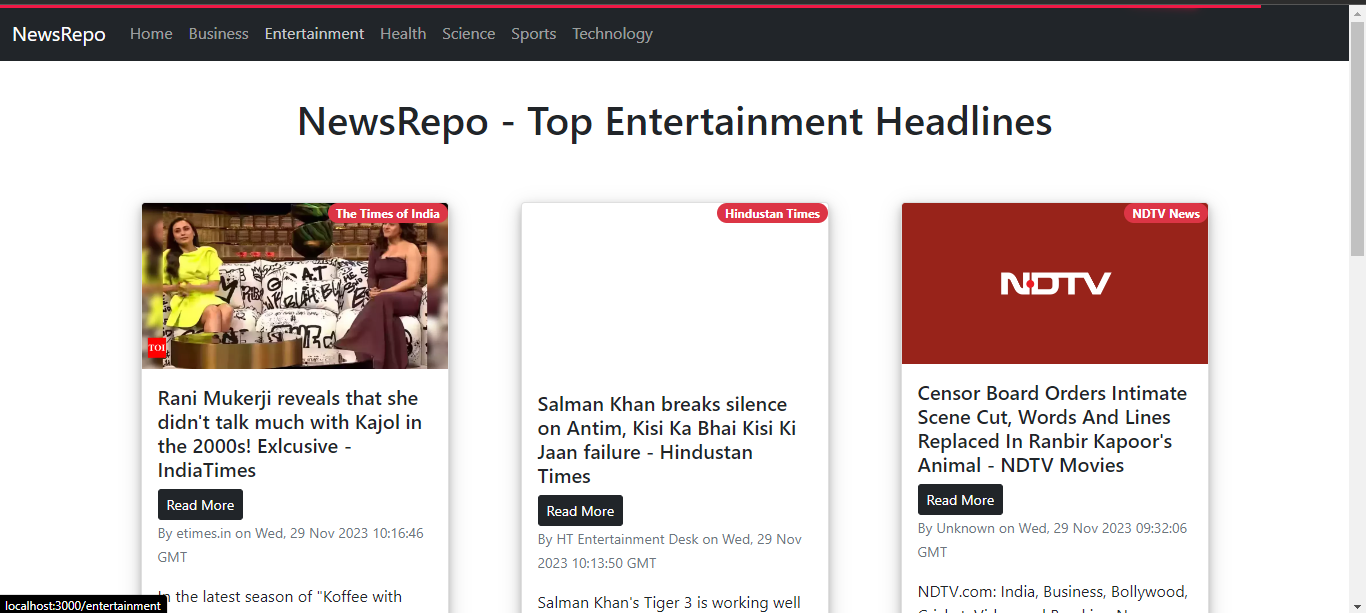 NewsRepo Home Business Entertainment Health Science Sports Technology
NewsRepo - Top Entertainment Headlines
The Times of India
A.T
TOI
Rani Mukerji reveals that she
didn't talk much with Kajol in
the 2000s! Exlcusive -
IndiaTimes
Read More
By etimes.in on Wed, 29 Nov 2023 10:16:46
GMT
In the latest season of "Koffee with
Hindustan Times
Salman Khan breaks silence
on Antim, Kisi Ka Bhai Kisi Ki
Jaan failure - Hindustan
Times
Read More
By HT Entertainment Desk on Wed, 29 Nov
2023 10:13:50 GMT
Salman Khan's Tiger 3 is working well
NDTV News
NDTV
Censor Board Orders Intimate
Scene Cut, Words And Lines
Replaced In Ranbir Kapoor's
Animal - NDTV Movies
Read More
By Unknown on Wed, 29 Nov 2023 09:32:06
GMT
NDTV.com: India, Business, Bollywood,
localhost:3000/entertainment